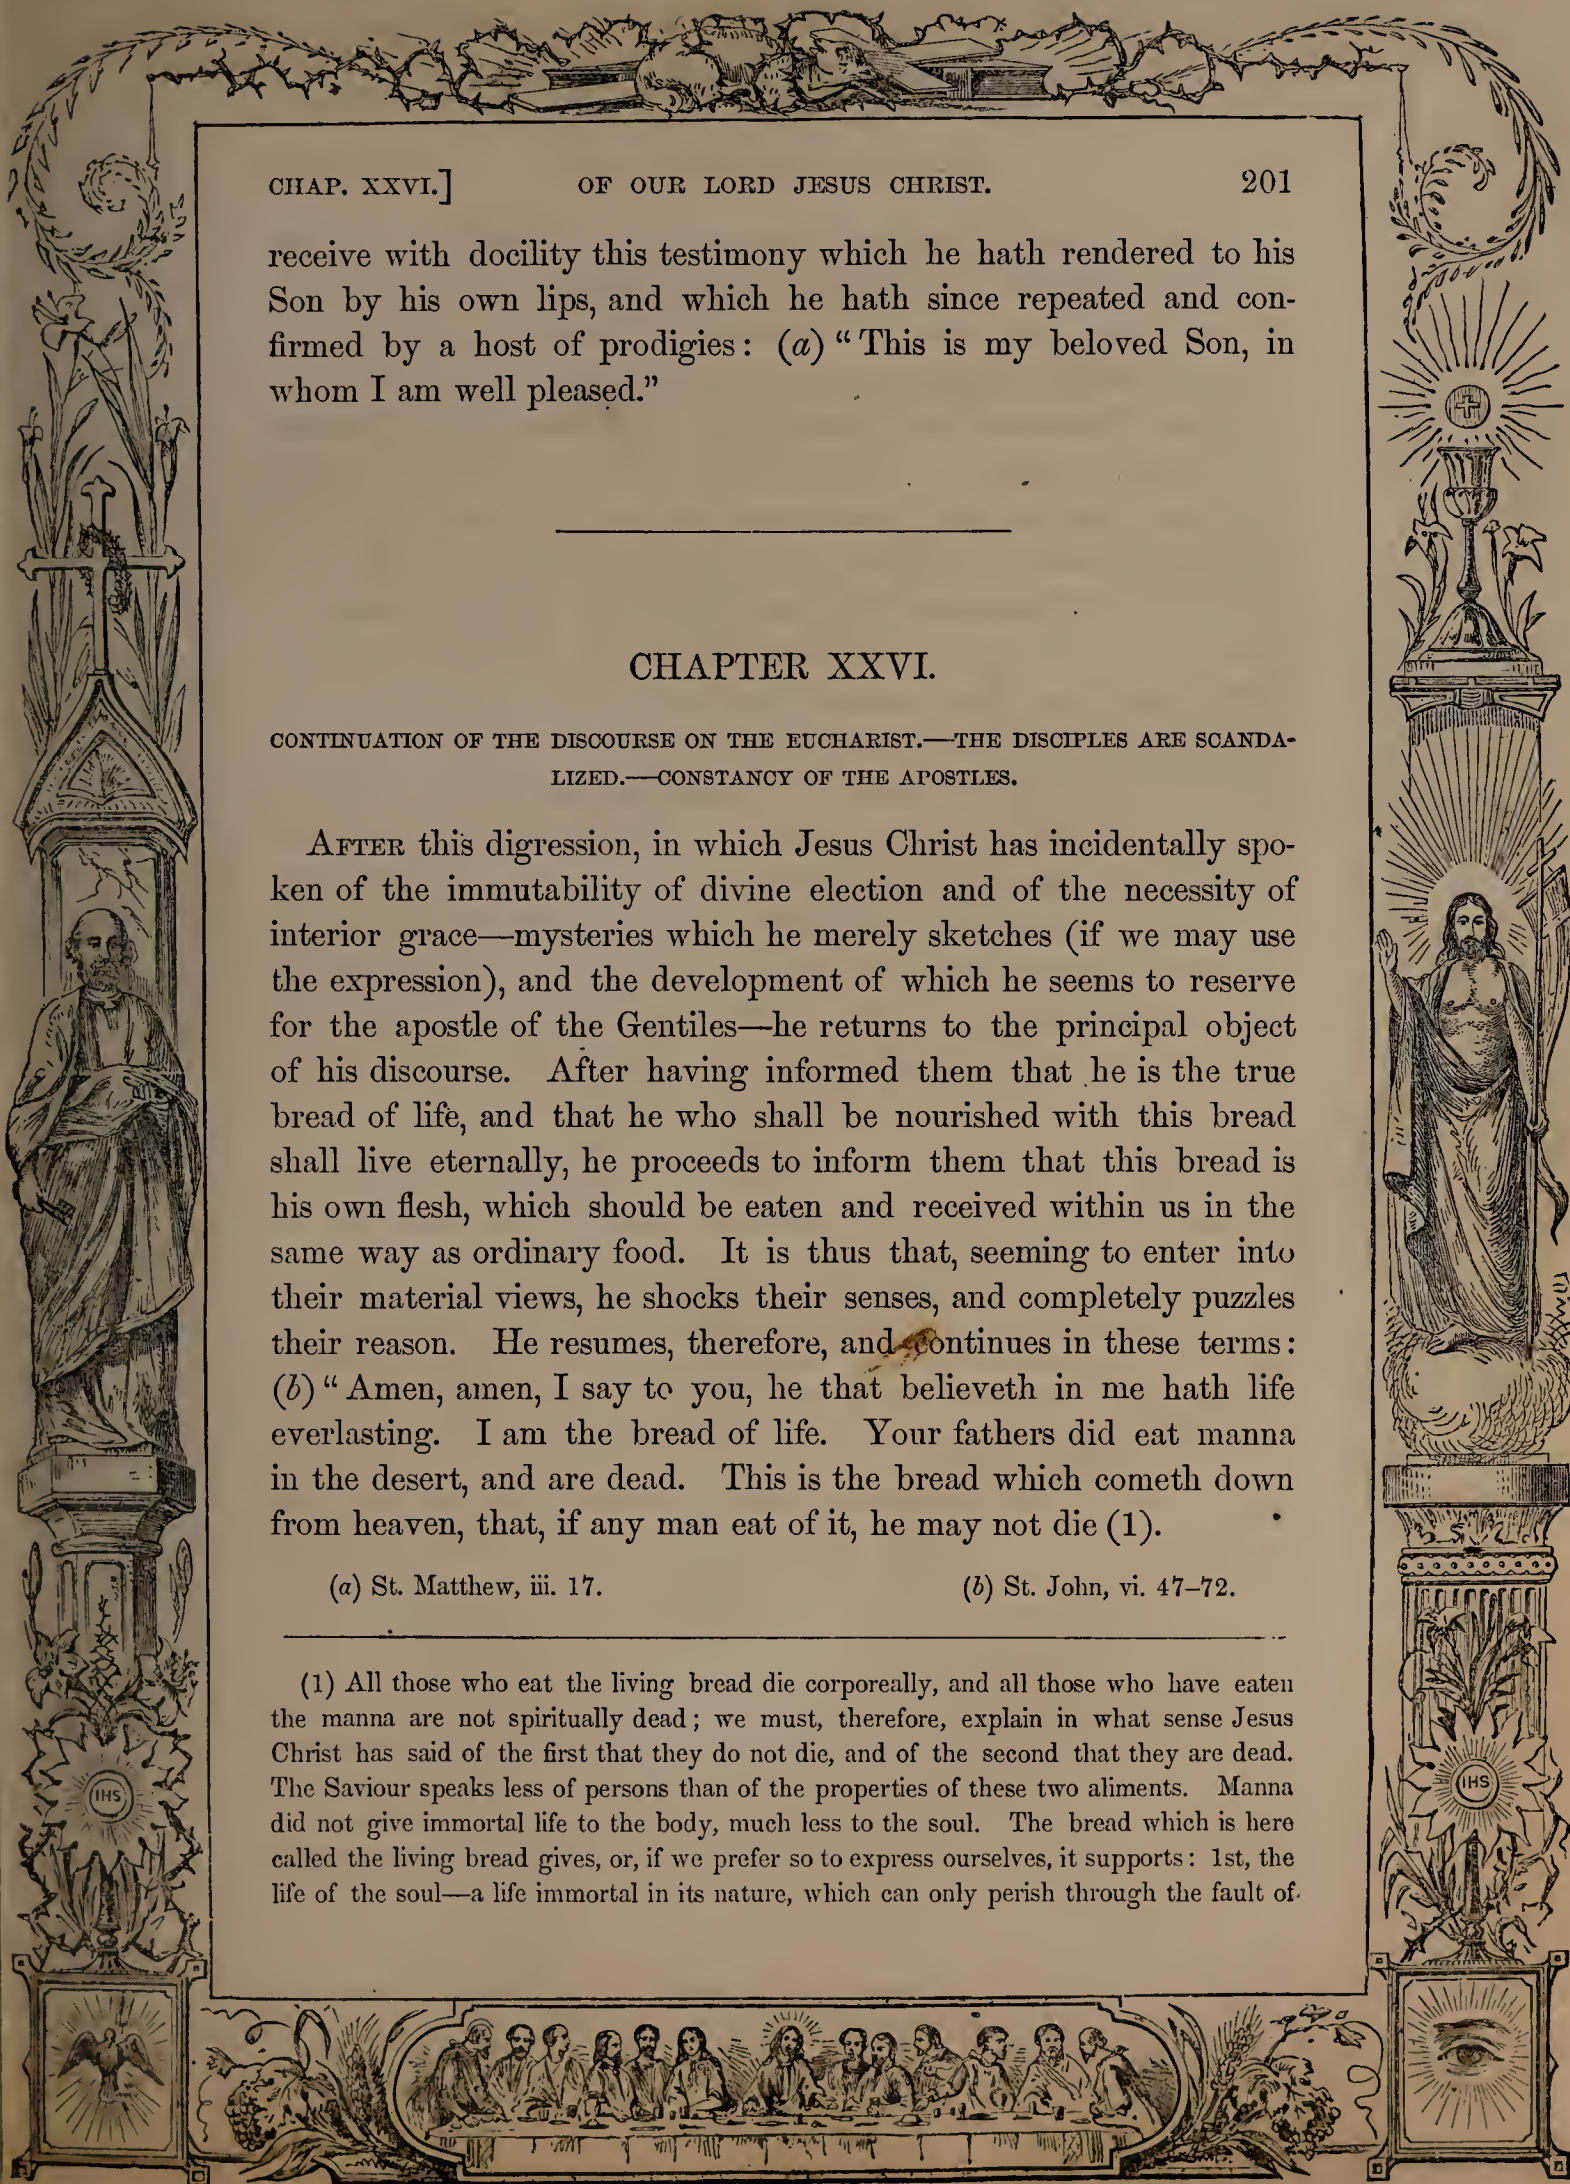 CHAP. XXVI.] OF OUR LORD JESUS CHRIST. 201
receive with docility this testimony which he hath rendered to his
Son by his own lips, and which he hath since repeated and con-
firmed by a host of prodigies: (a) “This is my beloved Son, in
whom I am well pleased.”
CHAPTER XXVI.
CONTINUATION OF THE DISCOURSE ON THE EUCHARIST.—THE DISCIPLES ARE SCANDA-
LIZED.—CONSTANCY OF THE APOSTLES.
AFTER this digression, in which Jesus Christ has incidentally spo-
ken of the immutability of divine election and of the necessity of
interior grace—mysteries which he merely sketches (if we may use
the expression), and the development of which he seems to reserve
for the apostle of the Gentiles—he returns to the principal object
of his discourse. After having informed them that he is the true
bread of life, and that he who shall be nourished with this bread
shall live eternally, he proceeds to inform them that this bread is
his own flesh, which should be eaten and received within us in the
same way as ordinary food. It is thus that, seeming to enter into
their material views, he shocks their senses, and completely puzzles
their reason. He resumes, therefore, and continues in these terms:
(b) “Amen, amen, I say to you, he that believeth in me hath life
everlasting. I am the bread of life. Your fathers did eat manna
in the desert, and are dead. This is the bread which cometh down
from heaven, that, if any man eat of it, he may not die (1).
(a) St. Matthew, iii. 17. (b) St. John, vi. 47–72.
(1) All those who eat the living bread die corporeally, and all those who have eaten
the manna are not spiritually dead; we must, therefore, explain in what sense Jesus
Christ has said of the first that they do not die, and of the second that they are dead.
The Saviour speaks less of persons than of the properties of these two aliments. Manna
did not give immortal life to the body, much less to the soul. The bread which is here
called the living bread gives, or, if we prefer so to express ourselves, it supports: 1st, the
life of the soul—a life immortal in its nature, which can only perish through the fault of
IHS
IHS